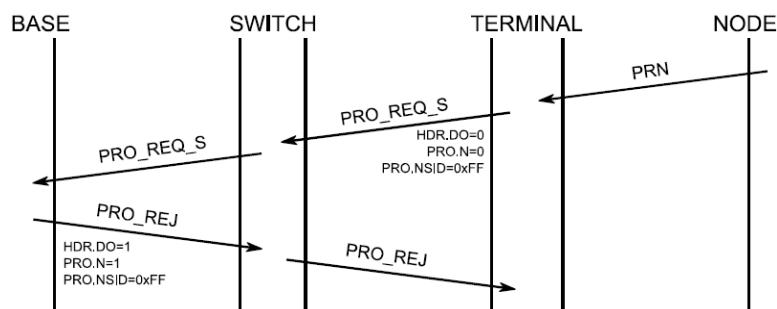 BASE SWITCH TERMINAL NODE
PRN
PRO_REQ_S
HDR.DO=0
PRO.N=0
PRO.NSID=0xFF
PRO_REQ_S
PRO_REJ
HDR.DO=1
PRO.N=1
PRO.NSID=0xFF
PRO_REJ